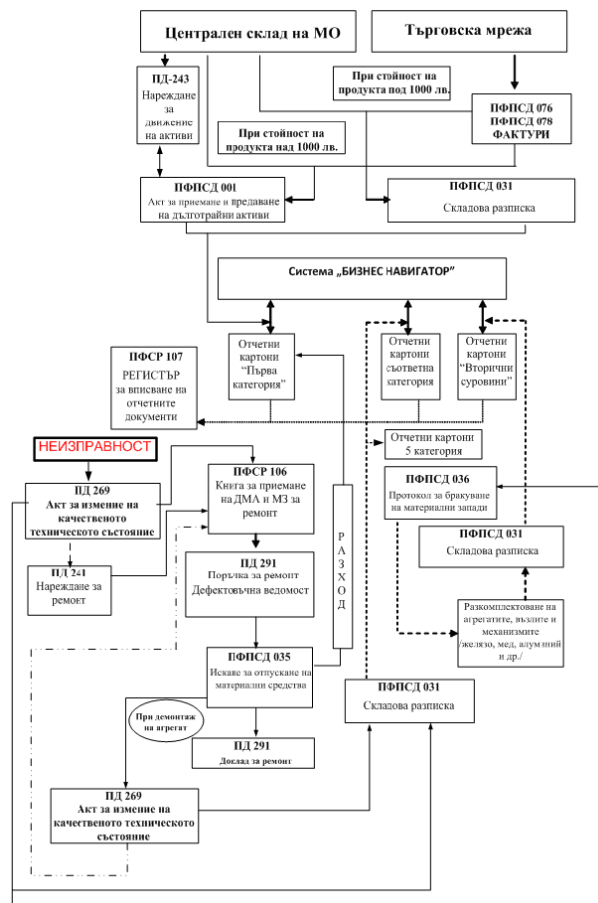 Централен склад на МО
Търговска мрежа
ПД-243
Нареждане
за
движение
на активи
При стойност на
продукта под 1000 лв.
ПФПСД 076
ПФПСД 078
ФАКТУРИ
При стойност на
продукта над 1000 лв.
ПФПСД 001
Акт за приемане и предаване
на дълготрайни активи
ПФПСД 031
Складова разписка
Система „БИЗНЕС НАВИГАТОР”
Отчетни
картони
“Първа
категория”
Отчетни
картони
съответна
категория
Отчетни
картони
“Вторични
суровини”
ПФСР 107
РЕГИСТЪР
за вписване на
отчетните
документи
Отчетни картони
5 категория
НЕИЗПРАВНОСТ
ПД 269
Акт за измение на
качественото
техническото състояние
ПФСР 106
Книга за приемане
на ДМА и МЗ за
ремонт
ПФПСД 036
Протокол за бракуване
на материални запади
РАЗХОД
ПФПСД 031
Складова разписка
ПД 241
Нареждане за
ремонт
ПД 291
Поръчка за ремонт
Дефектовъчна ведомост
Разкомплектоване на
агрегатите, възлите и
механизмите
/желязо, мед, алуминий
и др./
ПФПСД 035
Искане за отпускане на
материални средства
ПФПСД 031
Складова разписка
При демонтаж
на агрегат
ПД 291
Доклад за ремонт
ПД 269
Акт за измение на
качественото техническото
състояние